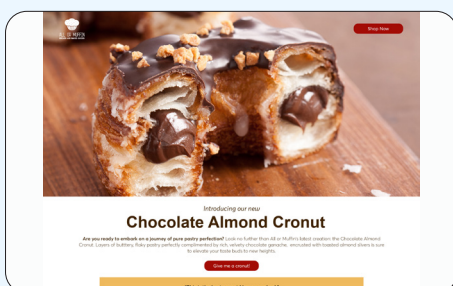 ALL OR MUFFIN
Shop Now
Introducing our new
Chocolate Almond Cronut
Are you ready to embark on a journey of pure pastry perfection? Look no further than All or Muffin's latest creation: the Chocolate Almond
Cronut. Layers of buttery, flaky pastry perfectly complimented by rich, velvety chocolate ganache, encrusted with toasted almond slivers is sure
to elevate your taste buds to new heights.
Give me a cronut!